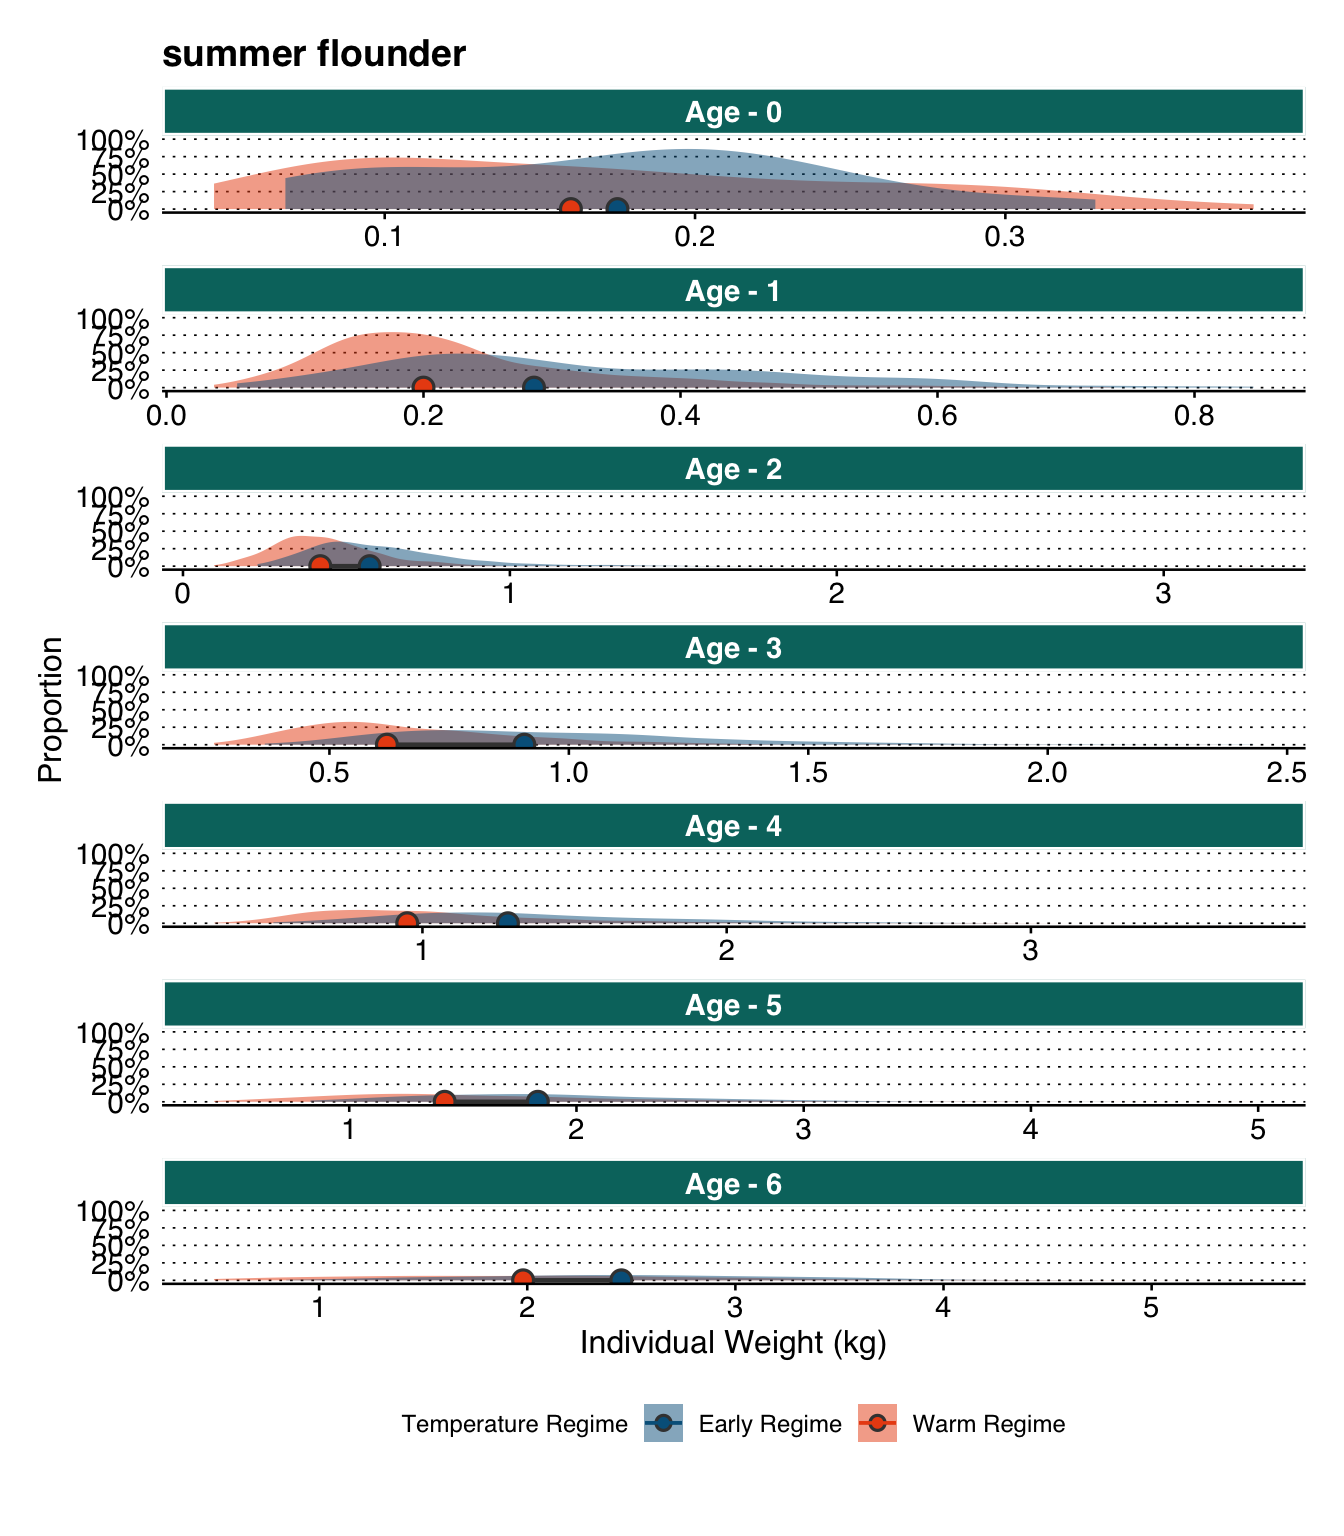 summer flounder
Age - 0
100%
75%
50%
25%
0%
0.1 0.2 0.3
Age - 1
100%
75%
50%
25%
0%
0.0 0.2 0.4 0.6 0.8
Age - 2
100%
75%
50%
25%
0%
0 1 2 3
Age - 3
100%
75%
50%
25%
0%
0.5 1.0 1.5 2.0 2.5
Proportion
Age - 4
100%
75%
50%
25%
0%
1 2 3
Age - 5
100%
75%
50%
25%
0%
1 2 3 4 5
Age - 6
100%
75%
50%
25%
0%
1 2 3 4 5
Individual Weight (kg)
Temperature Regime Early Regime Warm Regime